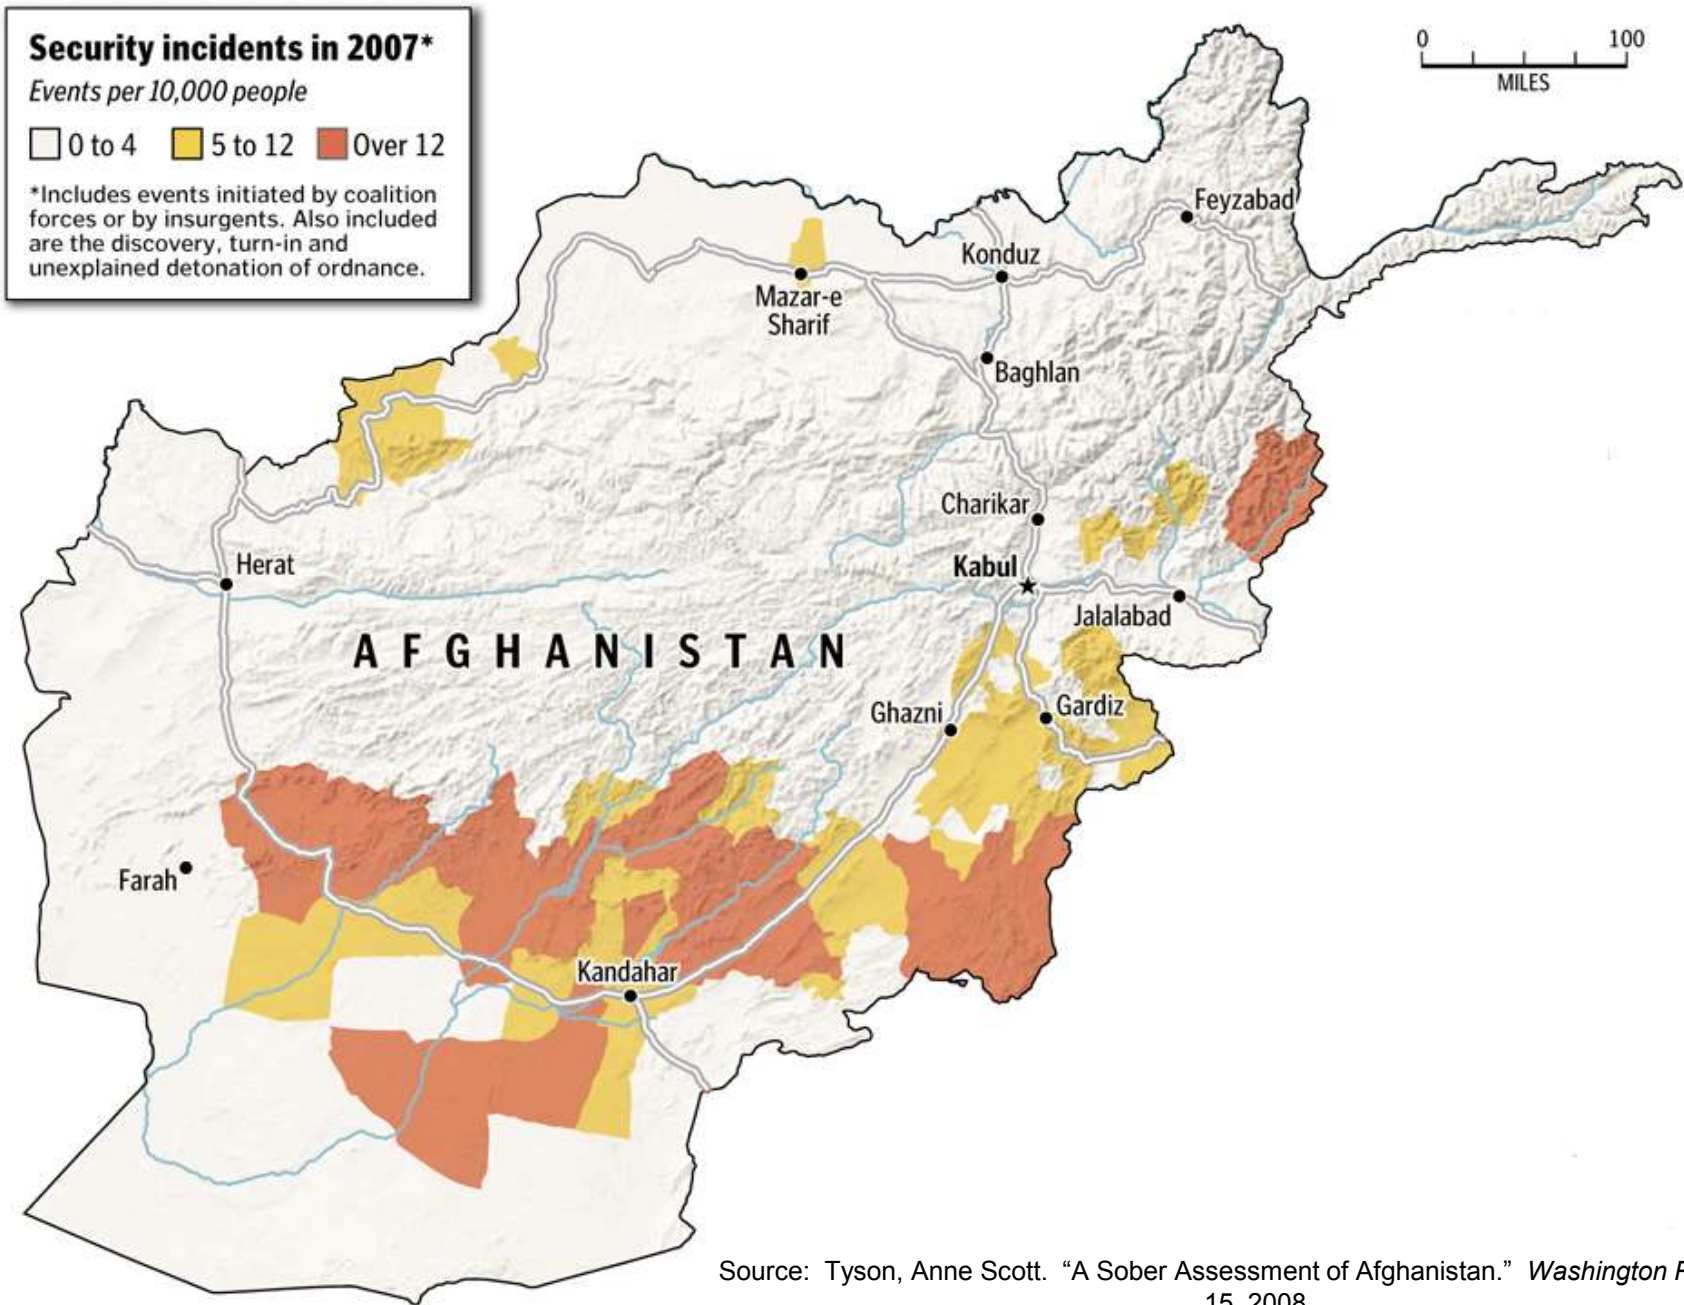 Security incidents in 2007*
Events per 10,000 people
0 to 4 5 to 12 Over 12
*Includes events initiated by coalition
forces or by insurgents. Also included
are the discovery, turn-in and
unexplained detonation of ordnance.
0 100
MILES
Feyzabad
Konduz
Mazar-e
Sharif
Baghlan
Charikar
Herat
Kabul
Jalalabad
AFGHANISTAN
Ghazni
Gardiz
Farah
Kandahar
Source: Tyson, Anne Scott. “A Sober Assessment of Afghanistan.” Washington
15, 2008